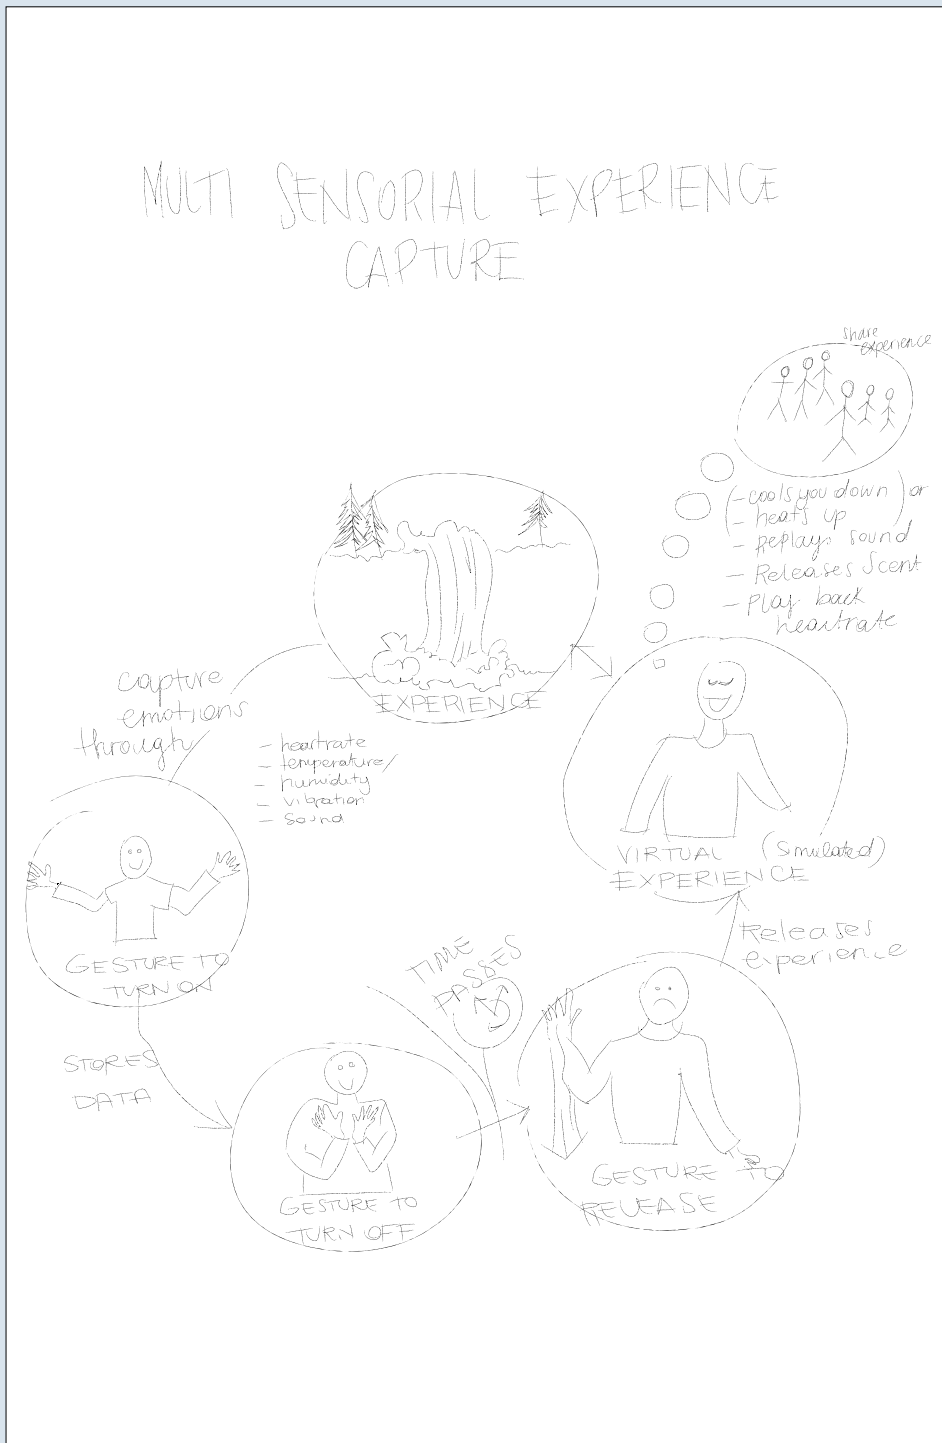 MULTI SENSORIAL EXPERIENCE
CAPTURE
share
experience
(- cools you down) or
- heats up
- Replays sound
- Releases Scent
- Play back
heartrate
EXPERIENCE
capture
emotions
through
- heartrate
- temperature/
- humidity
- vibration
- sound
VIRTUAL (Simulated)
EXPERIENCE
GESTURE TO
TURN ON
Releases
experience
TIME
PASSES
STORES
DATA
GESTURE TO
TURN OFF
GESTURE TO
RELEASE